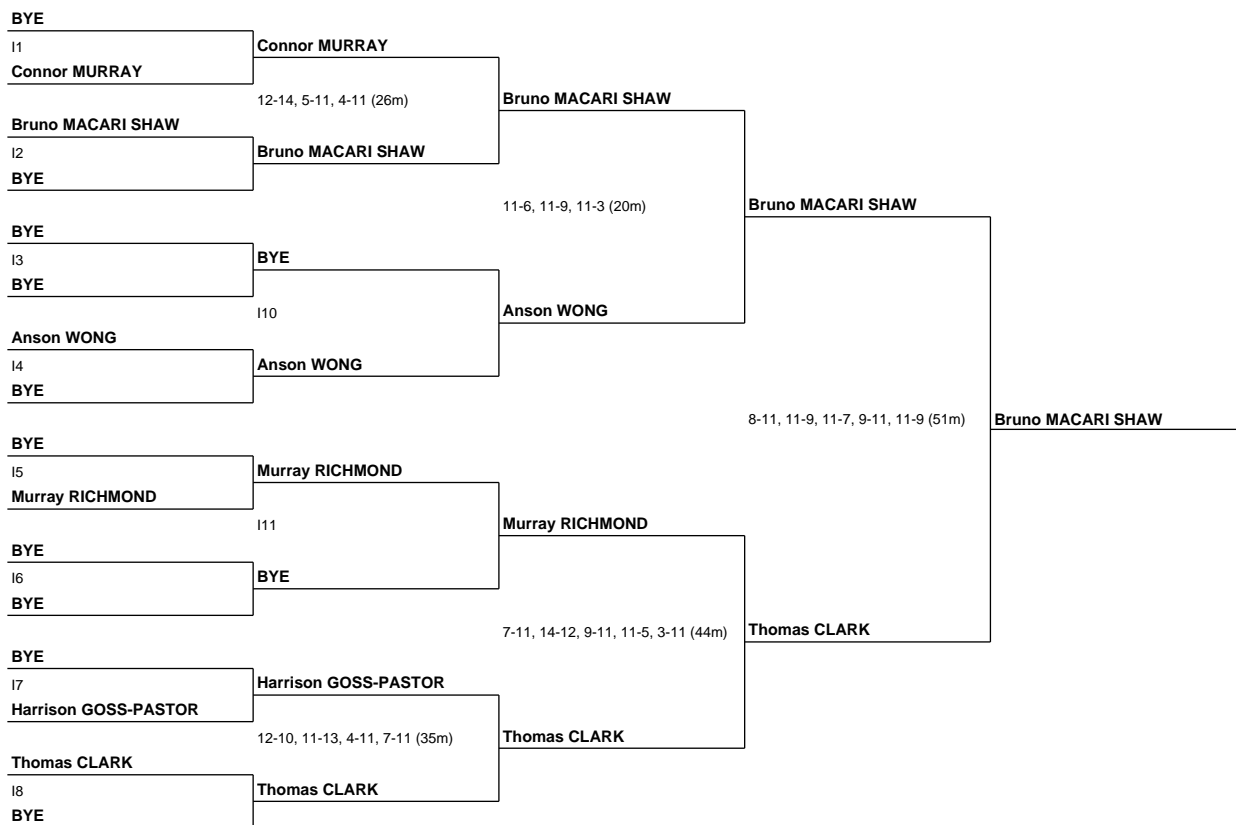 BYE
I1
Connor MURRAY
Connor MURRAY
12-14, 5-11, 4-11 (26m)
Bruno MACARI SHAW
Bruno MACARI SHAW
I2
Bruno MACARI SHAW
BYE
11-6, 11-9, 11-3 (20m)
Bruno MACARI SHAW
BYE
I3
BYE
BYE
I10
Anson WONG
Anson WONG
I4
Anson WONG
BYE
8-11, 11-9, 11-7, 9-11, 11-9 (51m)
Bruno MACARI SHAW
BYE
I5
Murray RICHMOND
Murray RICHMOND
I11
Murray RICHMOND
BYE
I6
BYE
BYE
7-11, 14-12, 9-11, 11-5, 3-11 (44m)
Thomas CLARK
BYE
I7
Harrison GOSS-PASTOR
Harrison GOSS-PASTOR
12-10, 11-13, 4-11, 7-11 (35m)
Thomas CLARK
Thomas CLARK
I8
Thomas CLARK
BYE